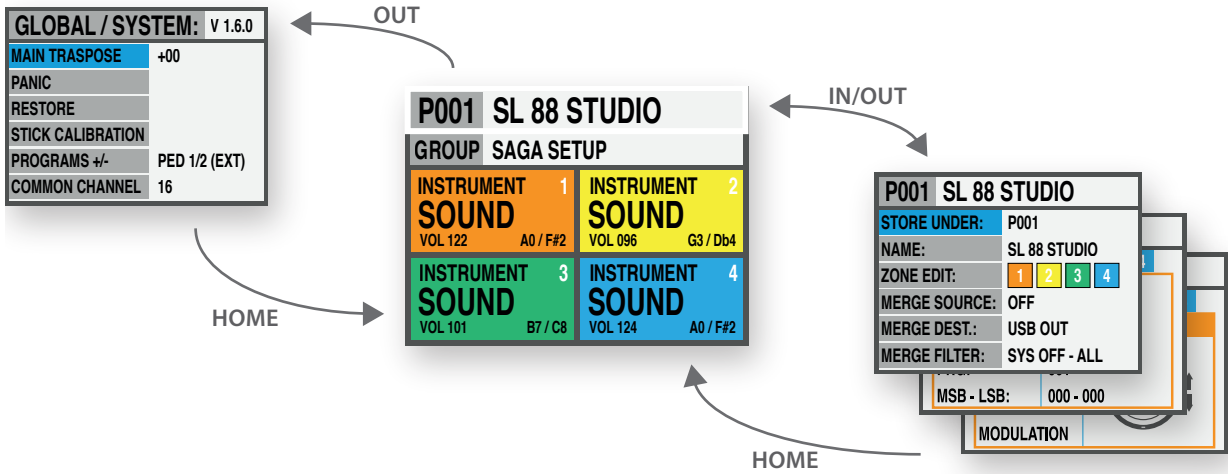 OUT
GLOBAL / SYSTEM: V 1.6.0
MAIN TRASPOSE +00
PANIC
RESTORE
STICK CALIBRATION
PROGRAMS +/- PED 1/2 (EXT)
COMMON CHANNEL 16
HOME
P001 SL 88 STUDIO
GROUP SAGA SETUP
INSTRUMENT 1
SOUND
VOL 122 A0 / F#2
INSTRUMENT 2
SOUND
VOL 096 G3 / Db4
INSTRUMENT 3
SOUND
VOL 101 B7 / C8
INSTRUMENT 4
SOUND
VOL 124 A0 / F#2
IN/OUT
P001 SL 88 STUDIO
STORE UNDER: P001
NAME: SL 88 STUDIO
ZONE EDIT: 1 2 3 4
MERGE SOURCE: OFF
MERGE DEST.: USB OUT
MERGE FILTER: SYS OFF - ALL
MSB - LSB: 000 - 000
MODULATION
HOME